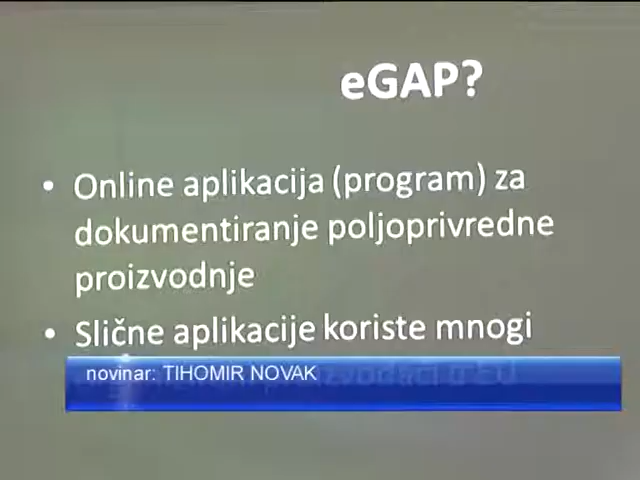 eGAP?
• Online aplikacija (program) za
dokumentiranje poljoprivredne
proizvodnje
• Slične aplikacije koriste mnogi
novinar: TIHOMIR NOVAK